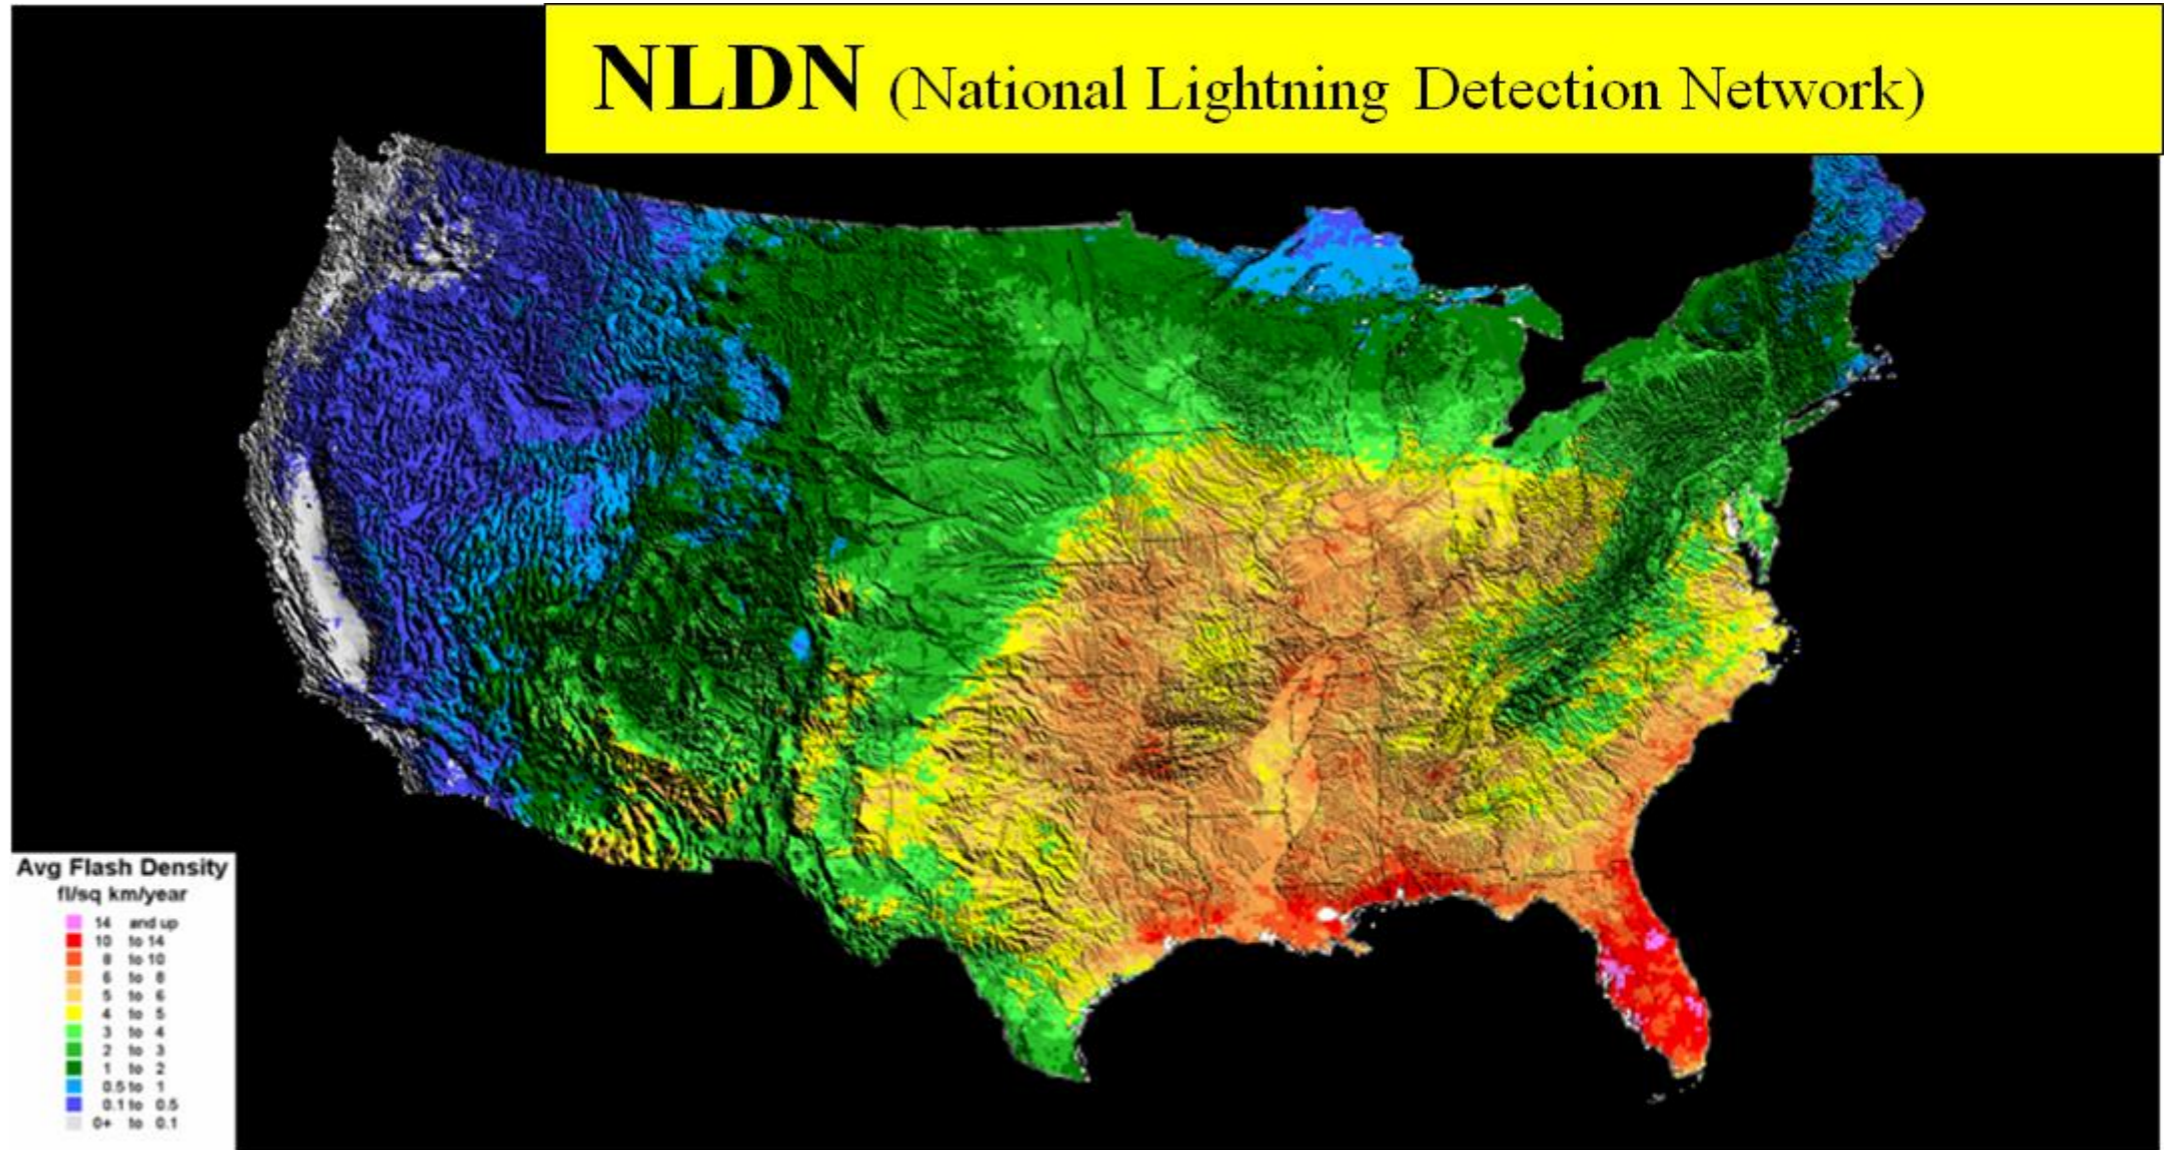 NLDN (National Lightning Detection Network)
Avg Flash Density
fl/sq km/year
14 and up
10 to 14
8 to 10
6 to 8
5 to 6
4 to 5
3 to 4
2 to 3
1 to 2
0.5 to 1
0.1 to 0.5
0+ to 0.1